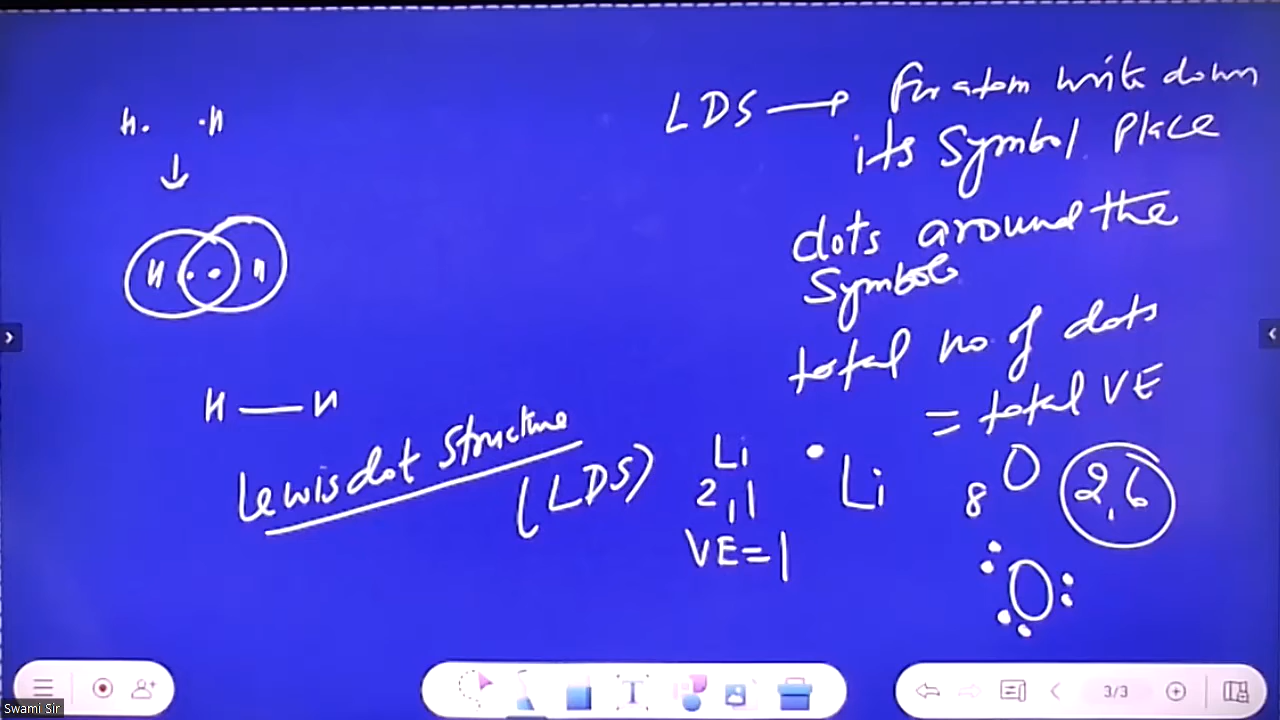 H. .H
H .. H
H — H
Lewis dot Structure
(LDS)
LDS → For atom write down
its Symbol Place
dots around the
Symbol
total no of dots
= total VE
Li
2,1
VE=1
Li
8 O 2,6
O
T
3/3
Swami Sir